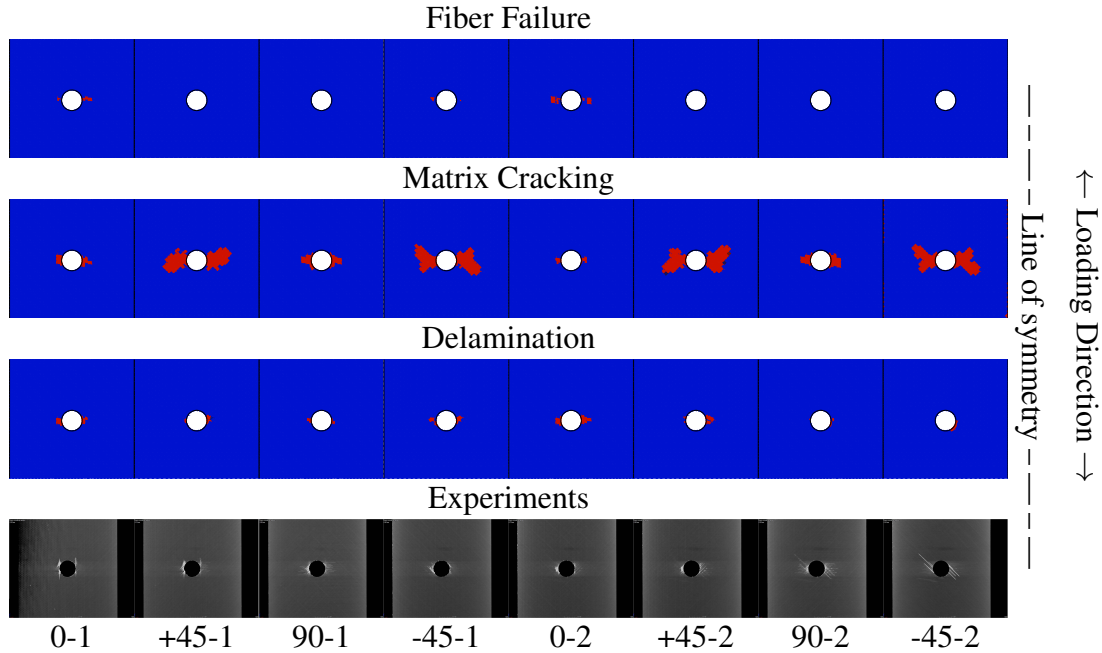 Fiber Failure
Matrix Cracking
Delamination
Experiments
0-1 +45-1 90-1 -45-1 0-2 +45-2 90-2 -45-2
Line of symmetry
← Loading Direction →